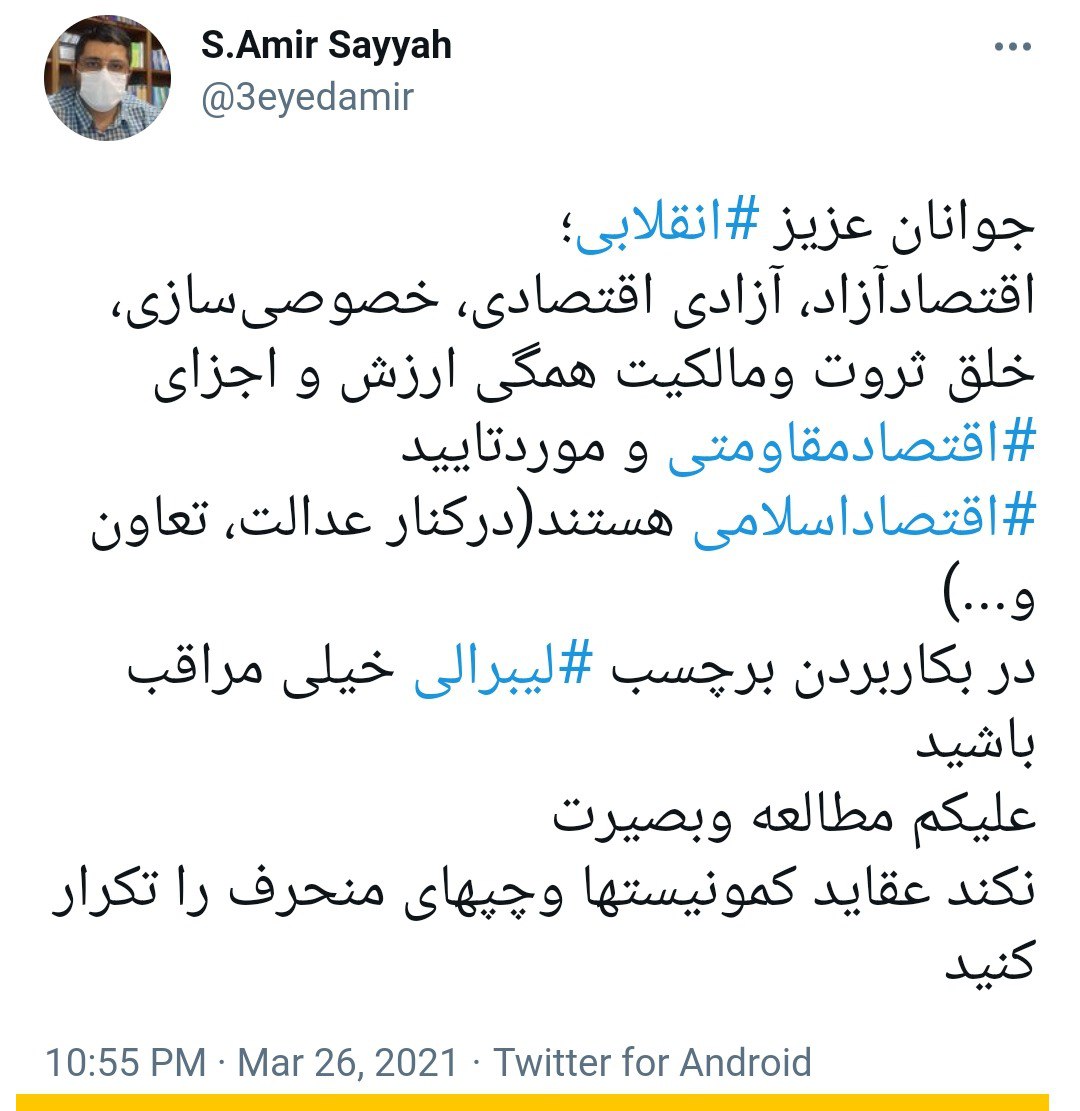 S.Amir Sayyah
@3eyedamir
جوانان عزیز #انقلابی؛
اقتصادآزاد، آزادی اقتصادی، خصوصی‌سازی،
خلق ثروت ومالکیت همگی ارزش و اجزای
#اقتصادمقاومتی و موردتایید
#اقتصاداسلامی هستند(درکنار عدالت، تعاون
و...)
در بکاربردن برچسب #لیبرالی خیلی مراقب
باشید
علیکم مطالعه وبصیرت
نکند عقاید کمونیستها وچپهای منحرف را تکرار
کنید
10:55 PM · Mar 26, 2021 · Twitter for Android